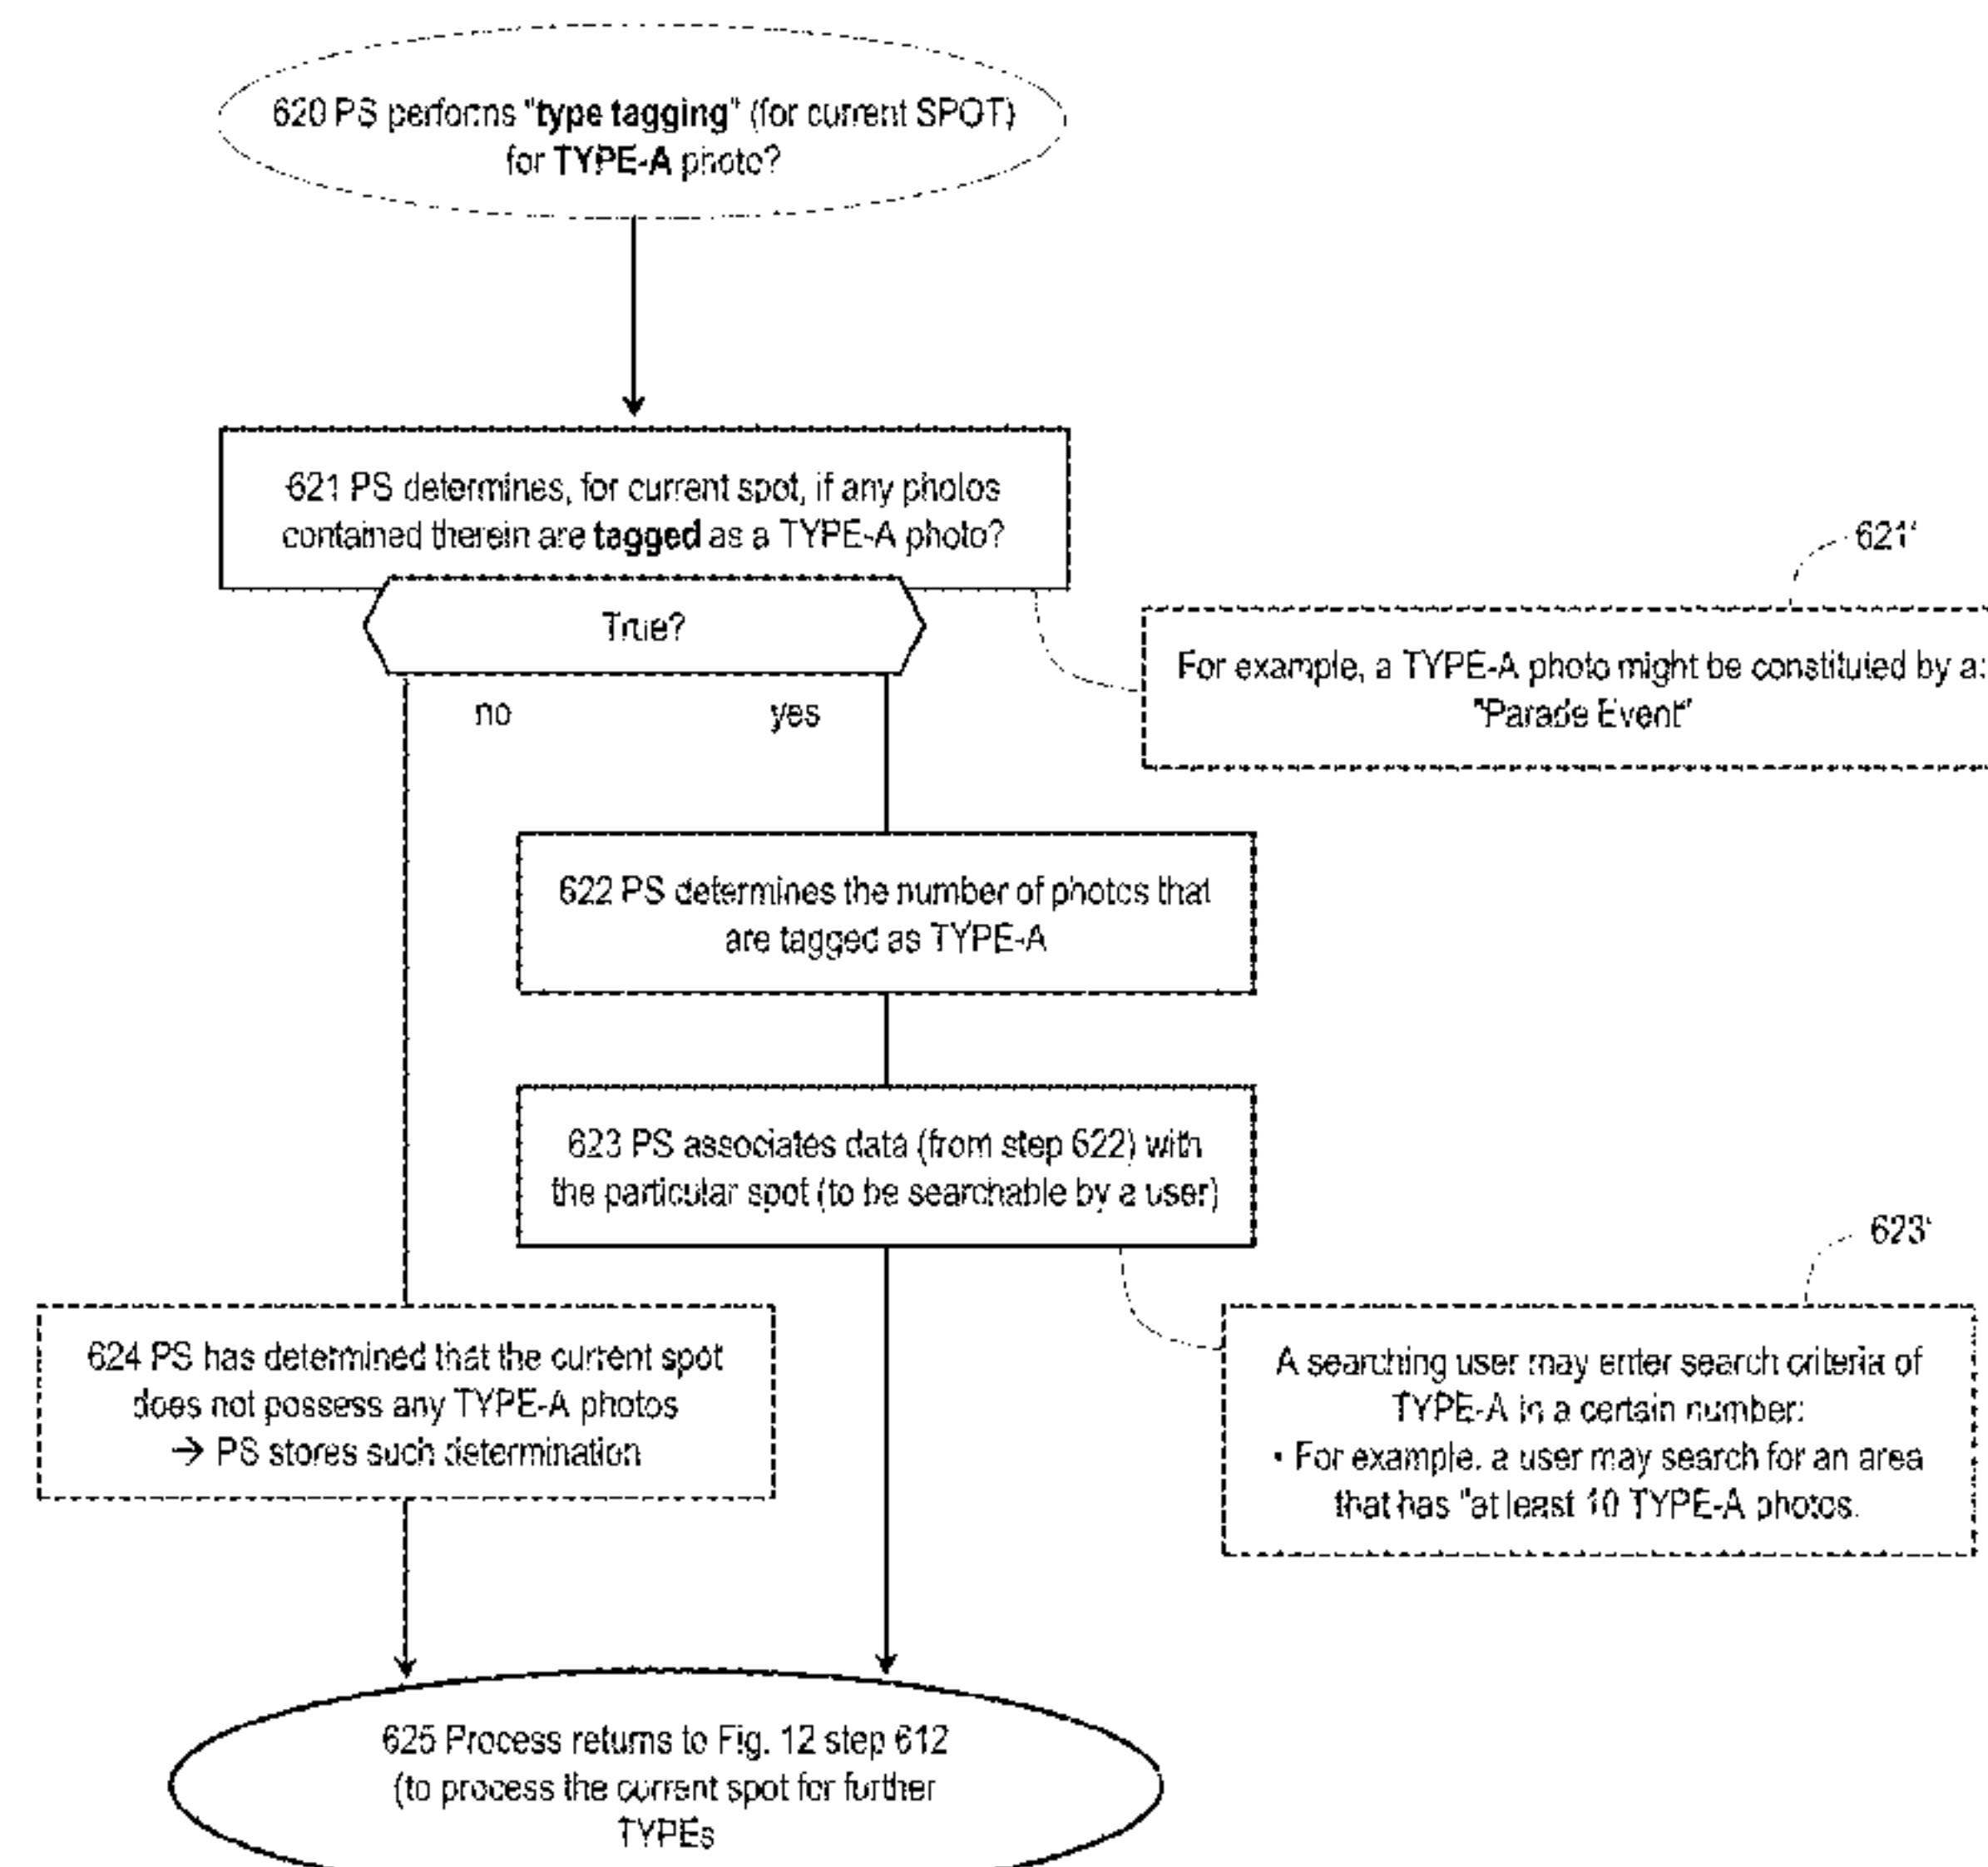 620 PS performs "type tagging" (for current SPOT)
for TYPE-A photo?
621 PS determines, for current spot, if any photos
contained therein are tagged as a TYPE-A photo?
True?
no
yes
621'
For example, a TYPE-A photo might be constituted by a:
"Parade Event"
622 PS determines the number of photos that
are tagged as TYPE-A
623 PS associates data (from step 622) with
the particular spot (to be searchable by a user)
623'
624 PS has determined that the current spot
does not possess any TYPE-A photos
→ PS stores such determination
A searching user may enter search criteria of
TYPE-A in a certain number:
• For example, a user may search for an area
that has "at least 10 TYPE-A photos.
625 Process returns to Fig. 12 step 612
(to process the current spot for further
TYPEs